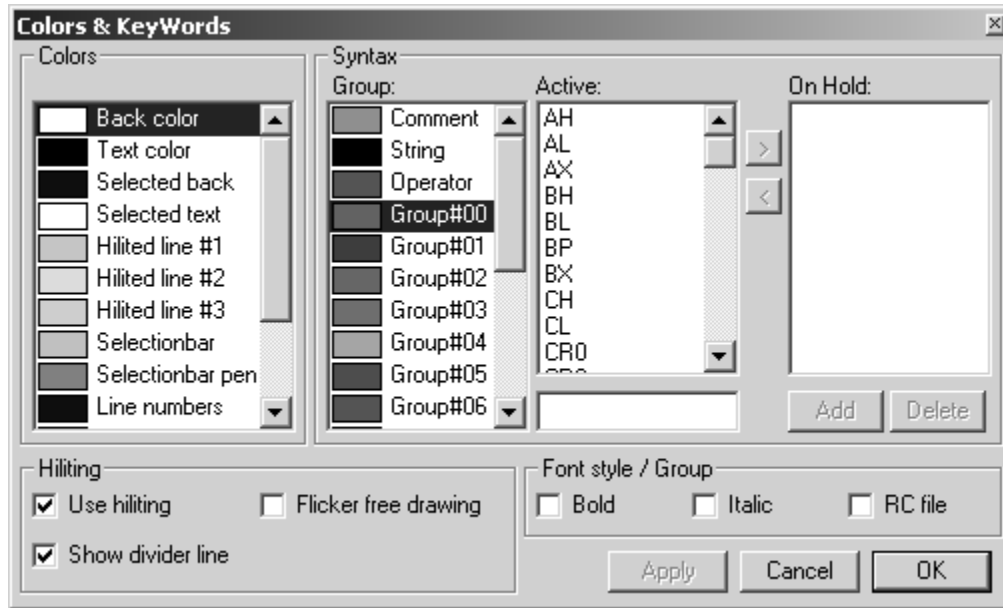 Colors & KeyWords
Colors
Back color
Text color
Selected back
Selected text
Hilited line #1
Hilited line #2
Hilited line #3
Selectionbar
Selectionbar pen
Line numbers
Syntax
Group:
Comment
String
Operator
Group#00
Group#01
Group#02
Group#03
Group#04
Group#05
Group#06
Active:
AH
AL
AX
BH
BL
BP
BX
CH
CL
CR0
>
<
On Hold:
Add Delete
Hiliting
Use hiliting Flicker free drawing
Show divider line
Font style / Group
Bold Italic RC file
Apply Cancel OK